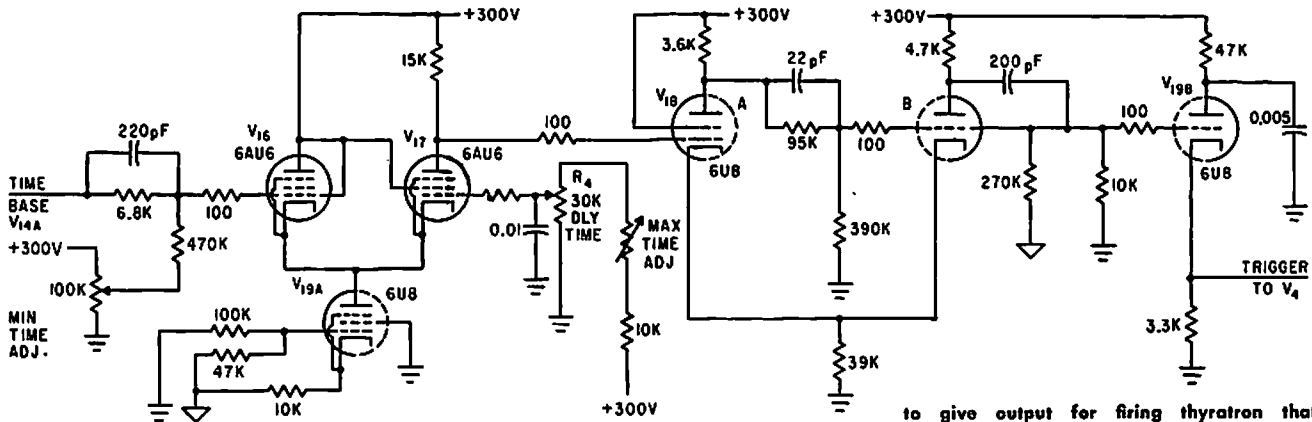 +300V
+300V
+300V
15K
3.6K
22pF
4.7K
200pF
47K
V19B
V18
A
B
220pF
V16
6AU6
V17
6AU6
100
95K
100
100
0.005
TIME
BASE
V14A
6.8K
100
R4
30K
DLY
TIME
6U8
270K
10K
6U8
+300V
470K
0.01
MAX
TIME
ADJ
390K
100K
V19A
6U8
TRIGGER
TO V4
MIN
TIME
ADJ.
100K
47K
10K
10K
39K
3.3K
+300V
to give output for firing thyratron that